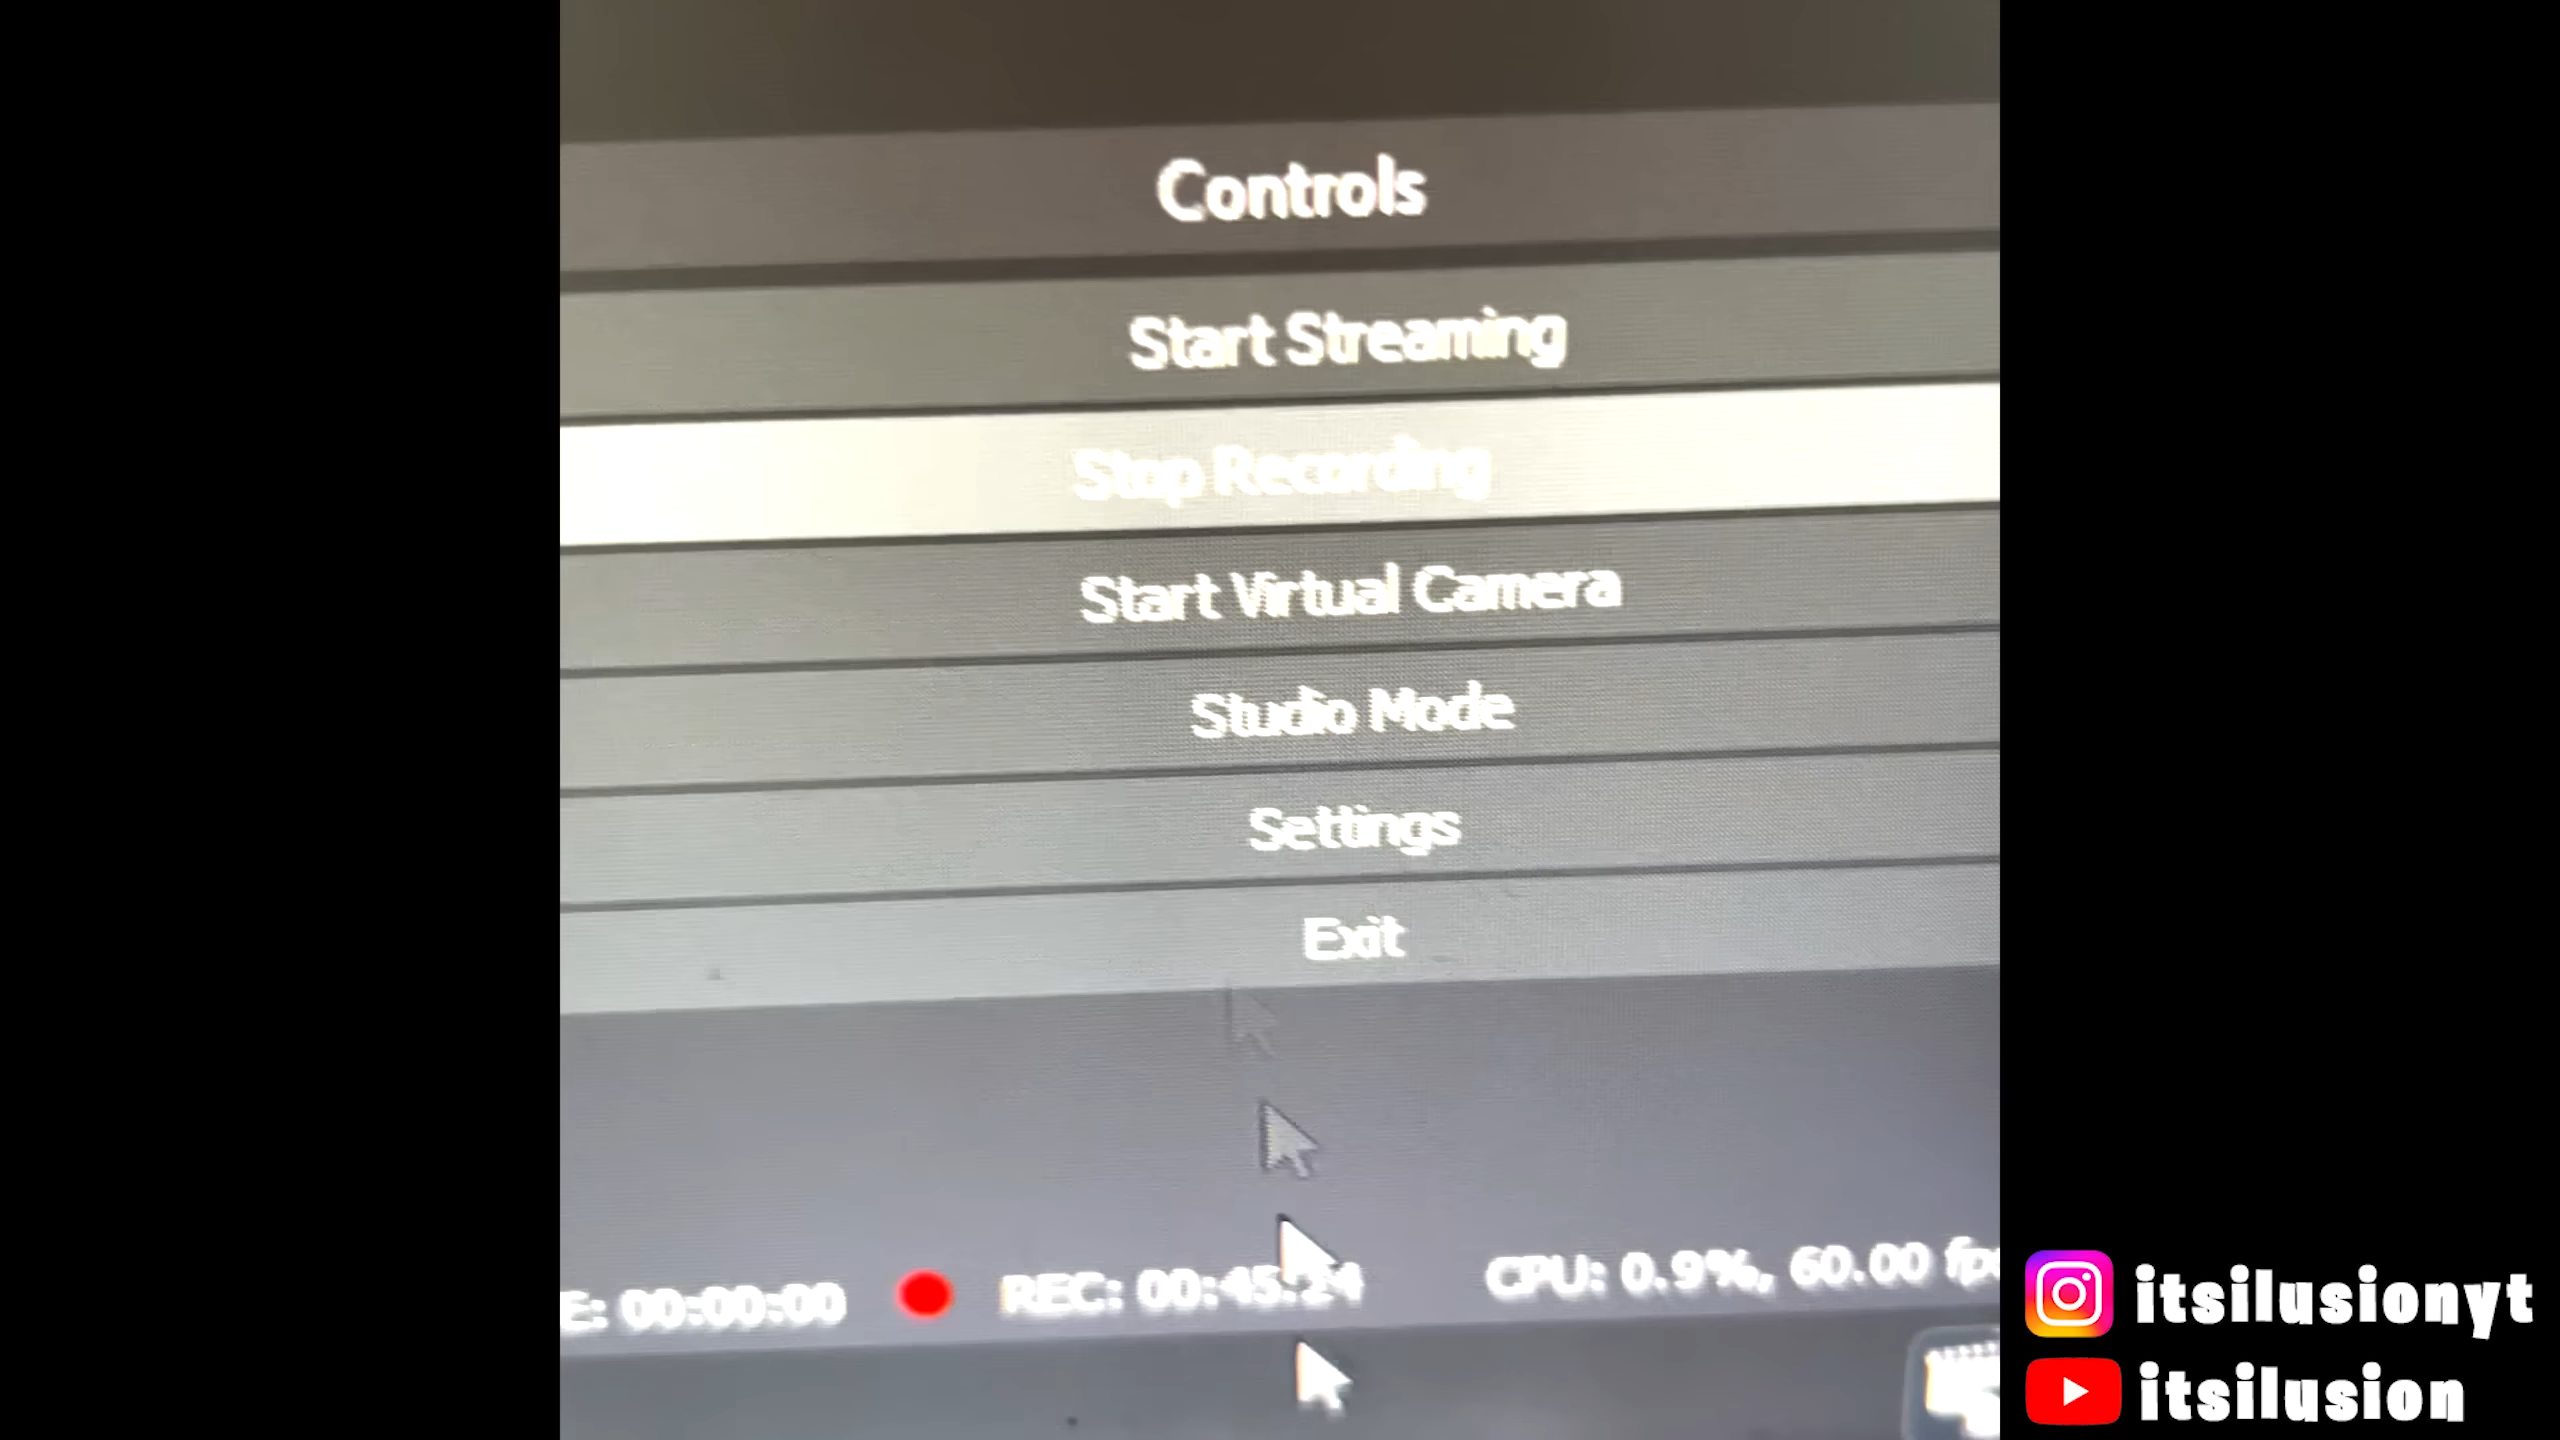 Controls
Start Streaming
Stop Recording
Start Virtual Camera
Studio Mode
Settings
Exit
E: 00:00:00 REC: 00:45:24 CPU: 0.9%, 60.00 fps
itsilusionyt
itsilusion